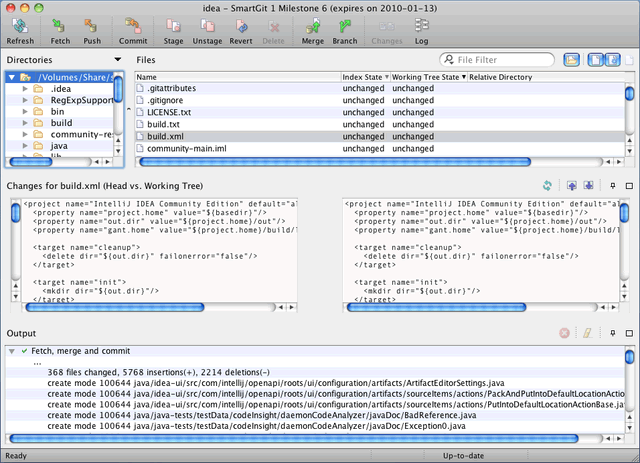 idea – SmartGit 1 Milestone 6 (expires on 2010-01-13)
Refresh Fetch Push Commit Stage Unstage Revert Delete Merge Branch Changes Log
Directories
/Volumes/Share/s
.idea
RegExpSupport
bin
build
community-re
java
lib
Files
File Filter
Name Index State Working Tree State Relative Directory
.gitattributes unchanged unchanged
.gitignore unchanged unchanged
LICENSE.txt unchanged unchanged
build.txt unchanged unchanged
build.xml unchanged unchanged
community-main.iml unchanged unchanged
Changes for build.xml (Head vs. Working Tree)
<project name="IntelliJ IDEA Community Edition" default="al
<property name="project.home" value="${basedir}"/>
<property name="out.dir" value="${project.home}/out"/>
<property name="gant.home" value="${project.home}/build/l
<target name="cleanup">
<delete dir="${out.dir}" failonerror="false"/>
</target>
<target name="init">
<mkdir dir="${out.dir}"/>
</target>
<project name="IntelliJ IDEA Community Edition" default="al
<property name="project.home" value="${basedir}"/>
<property name="out.dir" value="${project.home}/out"/>
<property name="gant.home" value="${project.home}/build/l
<target name="cleanup">
<delete dir="${out.dir}" failonerror="false"/>
</target>
<target name="init">
<mkdir dir="${out.dir}"/>
</target>
Output
Fetch, merge and commit
...
368 files changed, 5768 insertions(+), 2214 deletions(-)
create mode 100644 java/idea-ui/src/com/intellij/openapi/roots/ui/configuration/artifacts/ArtifactEditorSettings.java
create mode 100644 java/idea-ui/src/com/intellij/openapi/roots/ui/configuration/artifacts/sourceItems/actions/PackAndPutIntoDefaultLocationActio
create mode 100644 java/idea-ui/src/com/intellij/openapi/roots/ui/configuration/artifacts/sourceItems/actions/PutIntoDefaultLocationActionBase.java
create mode 100644 java/java-tests/testData/codeInsight/daemonCodeAnalyzer/javaDoc/BadReference.java
create mode 100644 java/java-tests/testData/codeInsight/daemonCodeAnalyzer/javaDoc/Exception0.java
Ready Up-to-date